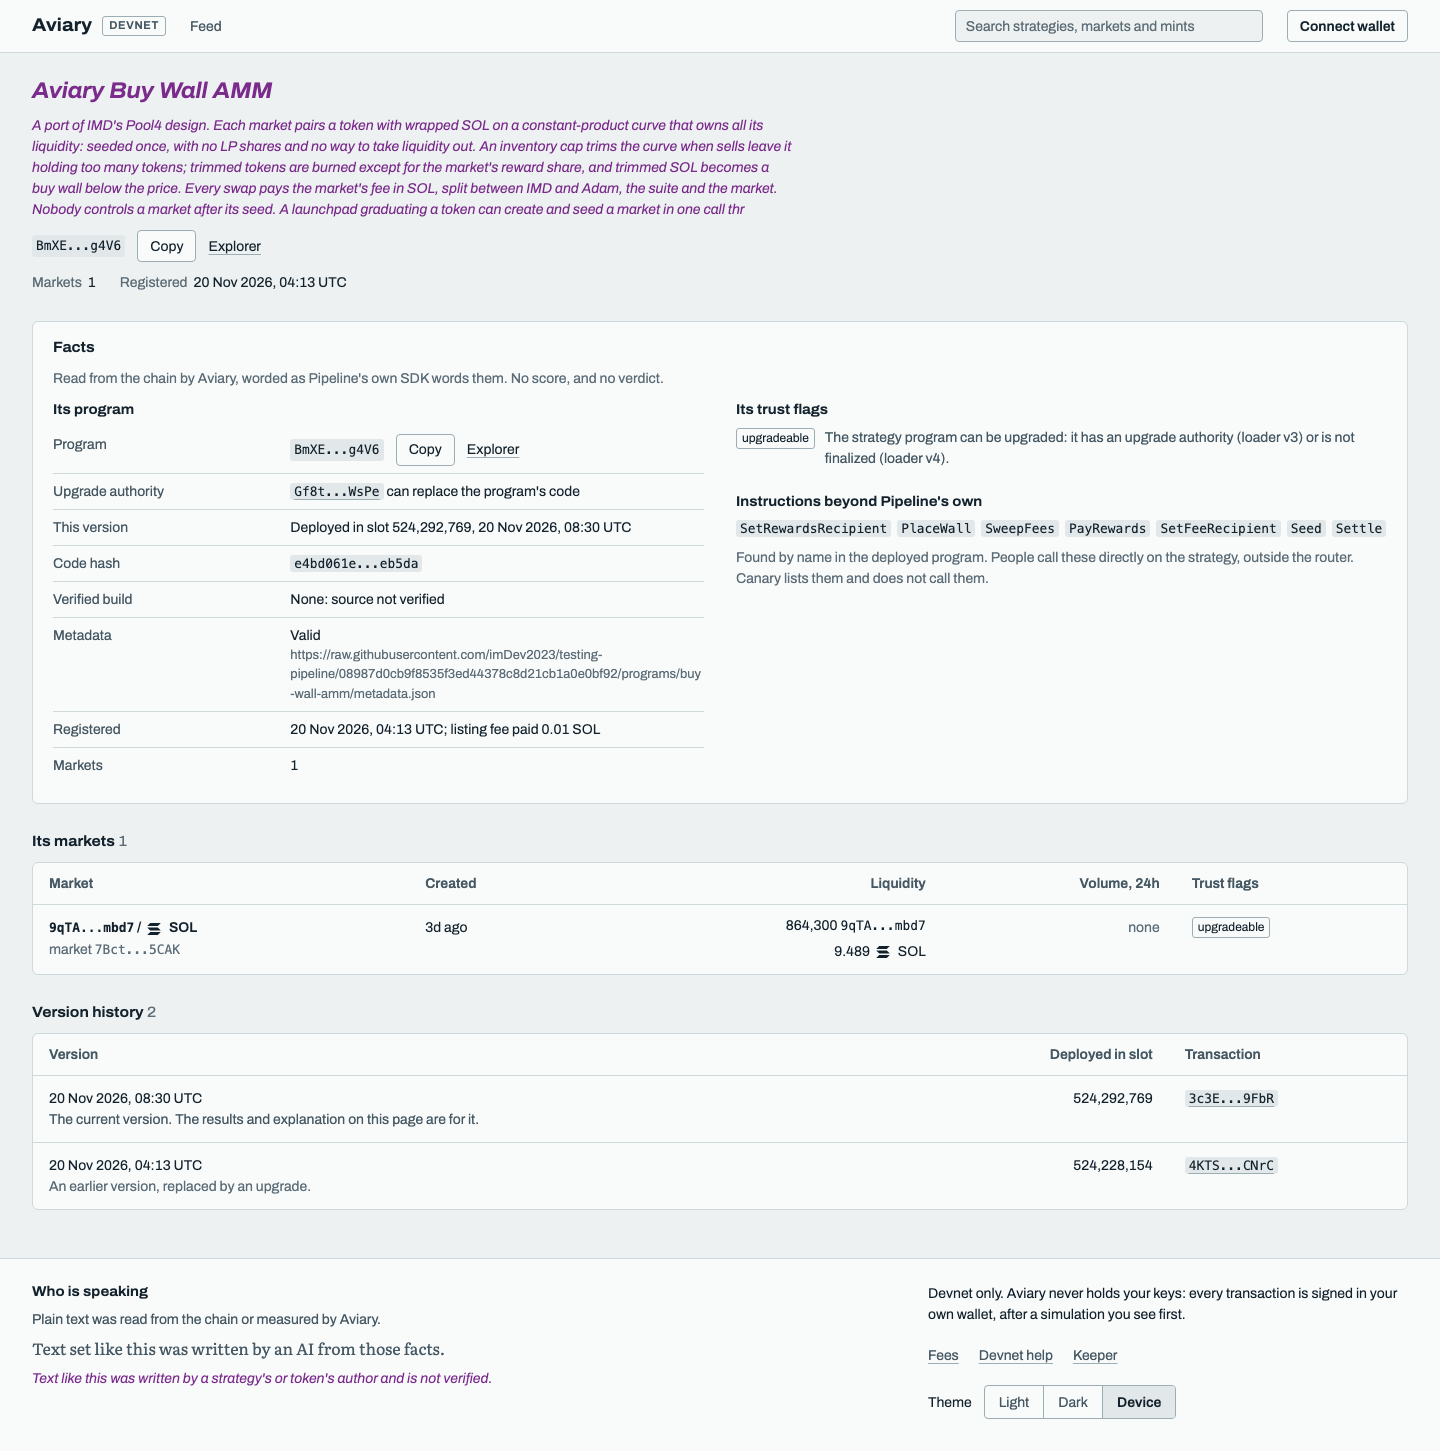 Aviary DEVNET Feed Search strategies, markets and mints Connect wallet
Aviary Buy Wall AMM
A port of IMD's Pool4 design. Each market pairs a token with wrapped SOL on a constant-product curve that owns all its
liquidity: seeded once, with no LP shares and no way to take liquidity out. An inventory cap trims the curve when sells leave it
holding too many tokens; trimmed tokens are burned except for the market's reward share, and trimmed SOL becomes a
buy wall below the price. Every swap pays the market's fee in SOL, split between IMD and Adam, the suite and the market.
Nobody controls a market after its seed. A launchpad graduating a token can create and seed a market in one call thr
BmXE...g4V6 Copy Explorer
Markets 1 Registered 20 Nov 2026, 04:13 UTC
Facts
Read from the chain by Aviary, worded as Pipeline's own SDK words them. No score, and no verdict.
Its program
Program BmXE...g4V6 Copy Explorer
Upgrade authority Gf8t...WsPe can replace the program's code
This version Deployed in slot 524,292,769, 20 Nov 2026, 08:30 UTC
Code hash e4bd061e...eb5da
Verified build None: source not verified
Metadata Valid
https://raw.githubusercontent.com/imDev2023/testing-
pipeline/08987d0cb9f8535f3ed44378c8d21cb1a0e0bf92/programs/buy
-wall-amm/metadata.json
Registered 20 Nov 2026, 04:13 UTC; listing fee paid 0.01 SOL
Markets 1
Its trust flags
upgradeable The strategy program can be upgraded: it has an upgrade authority (loader v3) or is not
finalized (loader v4).
Instructions beyond Pipeline's own
SetRewardsRecipient PlaceWall SweepFees PayRewards SetFeeRecipient Seed Settle
Found by name in the deployed program. People call these directly on the strategy, outside the router.
Canary lists them and does not call them.
Its markets 1
Market Created Liquidity Volume, 24h Trust flags
9qTA...mbd7 / SOL 3d ago 864,300 9qTA...mbd7 none upgradeable
market 7Bct...5CAK 9.489 SOL
Version history 2
Version Deployed in slot Transaction
20 Nov 2026, 08:30 UTC 524,292,769 3c3E...9FbR
The current version. The results and explanation on this page are for it.
20 Nov 2026, 04:13 UTC 524,228,154 4KTS...CNrC
An earlier version, replaced by an upgrade.
Who is speaking
Plain text was read from the chain or measured by Aviary.
Text set like this was written by an AI from those facts.
Text like this was written by a strategy's or token's author and is not verified.
Devnet only. Aviary never holds your keys: every transaction is signed in your
own wallet, after a simulation you see first.
Fees Devnet help Keeper
Theme Light Dark Device